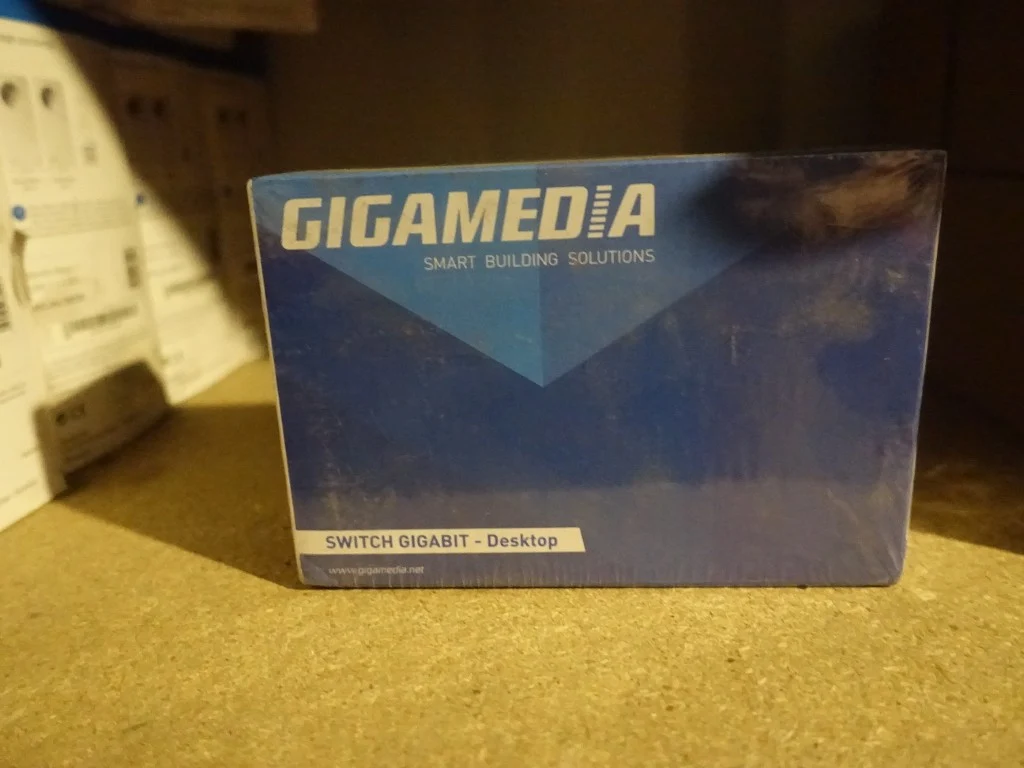 GIGAMEDIA
SMART BUILDING SOLUTIONS
SWITCH GIGABIT - Desktop
www.gigamedia.net